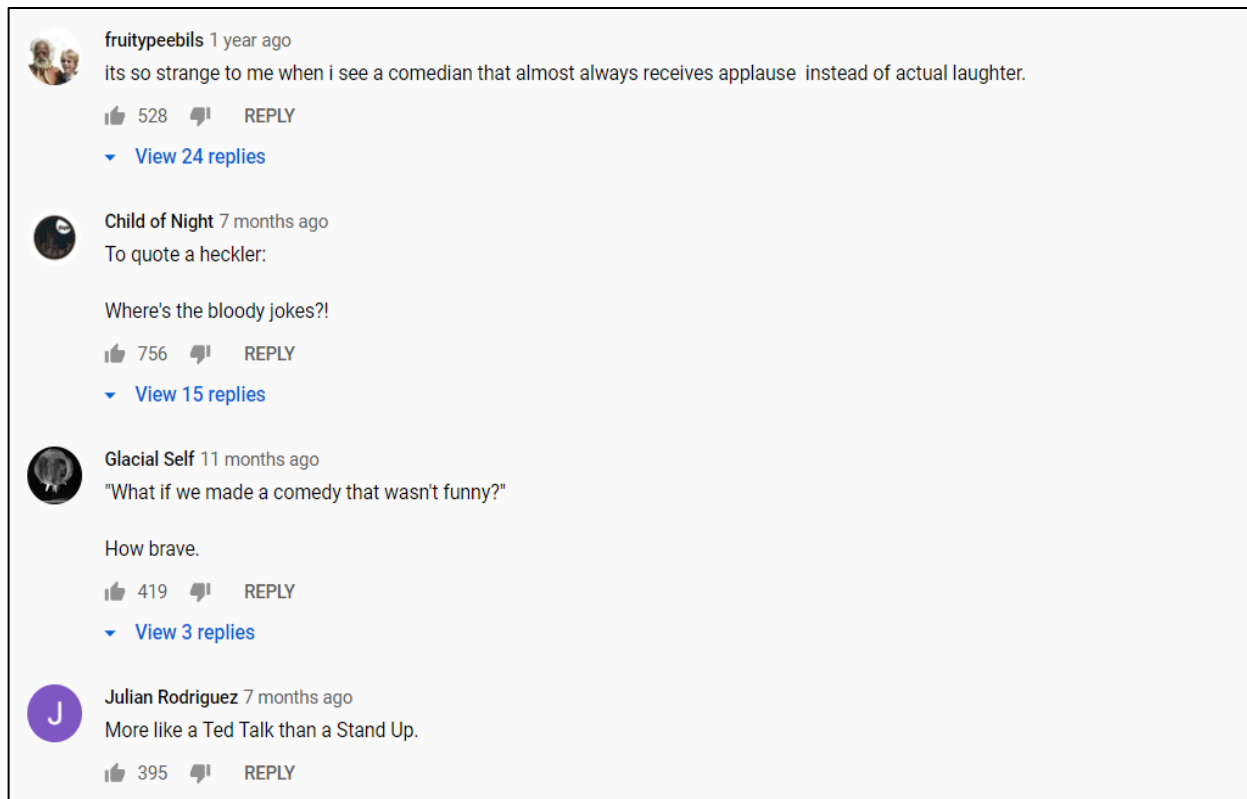 fruitypeebils 1 year ago
its so strange to me when i see a comedian that almost always receives applause  instead of actual laughter.
528 REPLY
View 24 replies
Child of Night 7 months ago
To quote a heckler:
Where's the bloody jokes?!
756 REPLY
View 15 replies
Glacial Self 11 months ago
"What if we made a comedy that wasn't funny?"
How brave.
419 REPLY
View 3 replies
J
Julian Rodriguez 7 months ago
More like a Ted Talk than a Stand Up.
395 REPLY